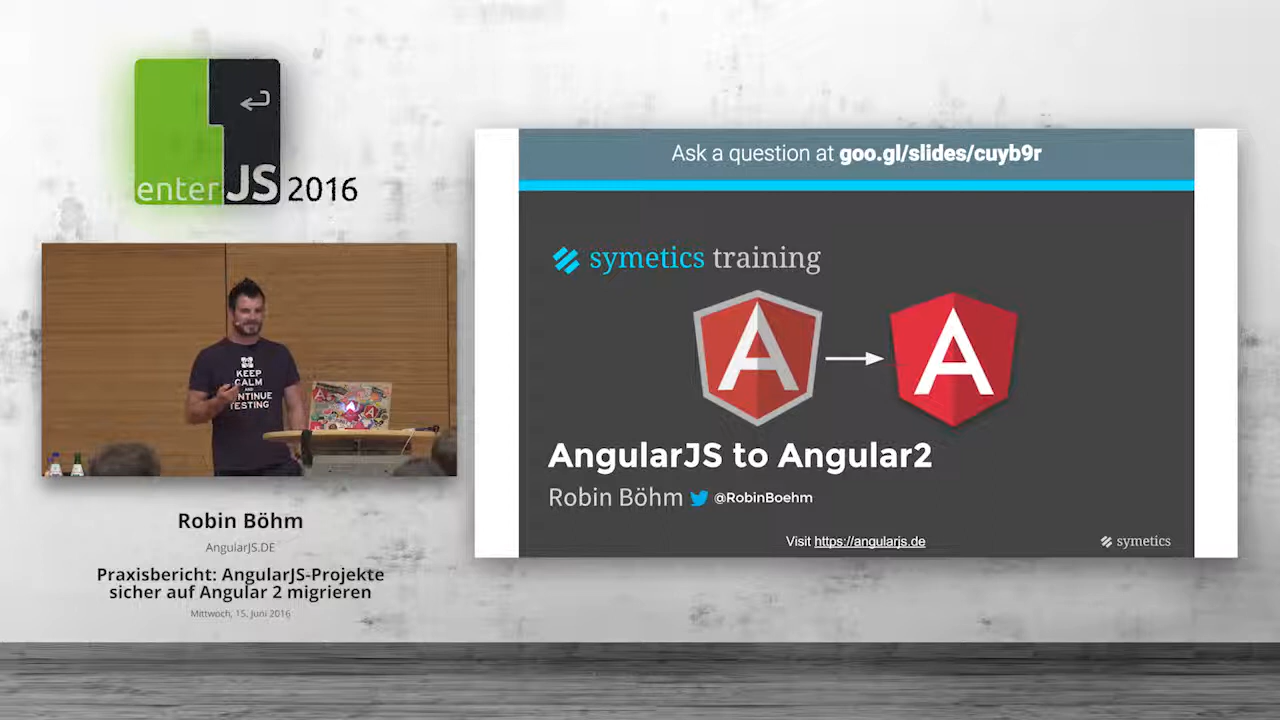 enterJS 2016
KEEP
CALM
AND
TESTING
Robin Böhm
AngularJS.DE
Praxisbericht: AngularJS-Projekte
sicher auf Angular 2 migrieren
Mittwoch, 15. Juni 2016
Ask a question at goo.gl/slides/cuyb9r
symetics training
AngularJS to Angular2
Robin Böhm @RobinBoehm
Visit https://angularjs.de
symetics